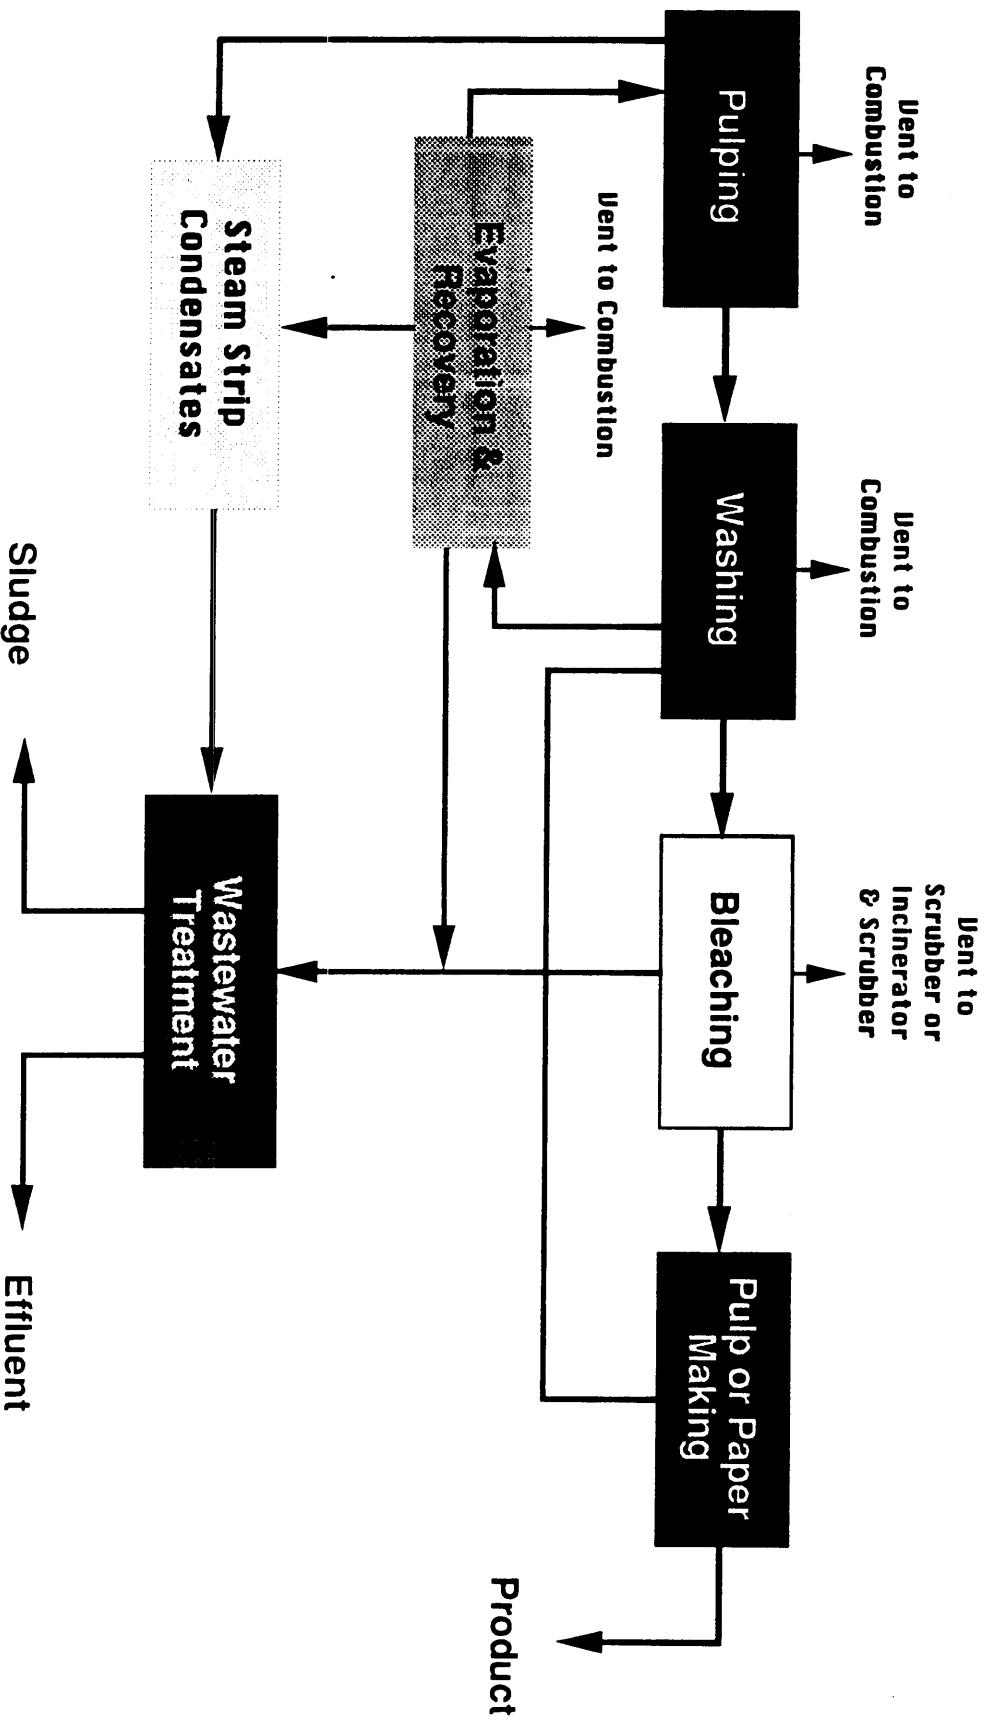 Vent to
Combustion
Vent to
Combustion
Vent to
Scrubber or
Incinerator
& Scrubber
Pulping
Washing
Bleaching
Pulp or Paper
Making
Vent to Combustion
Evaporation &
Recovery
Product
Steam Strip
Condensates
Wastewater
Treatment
Sludge
Effluent